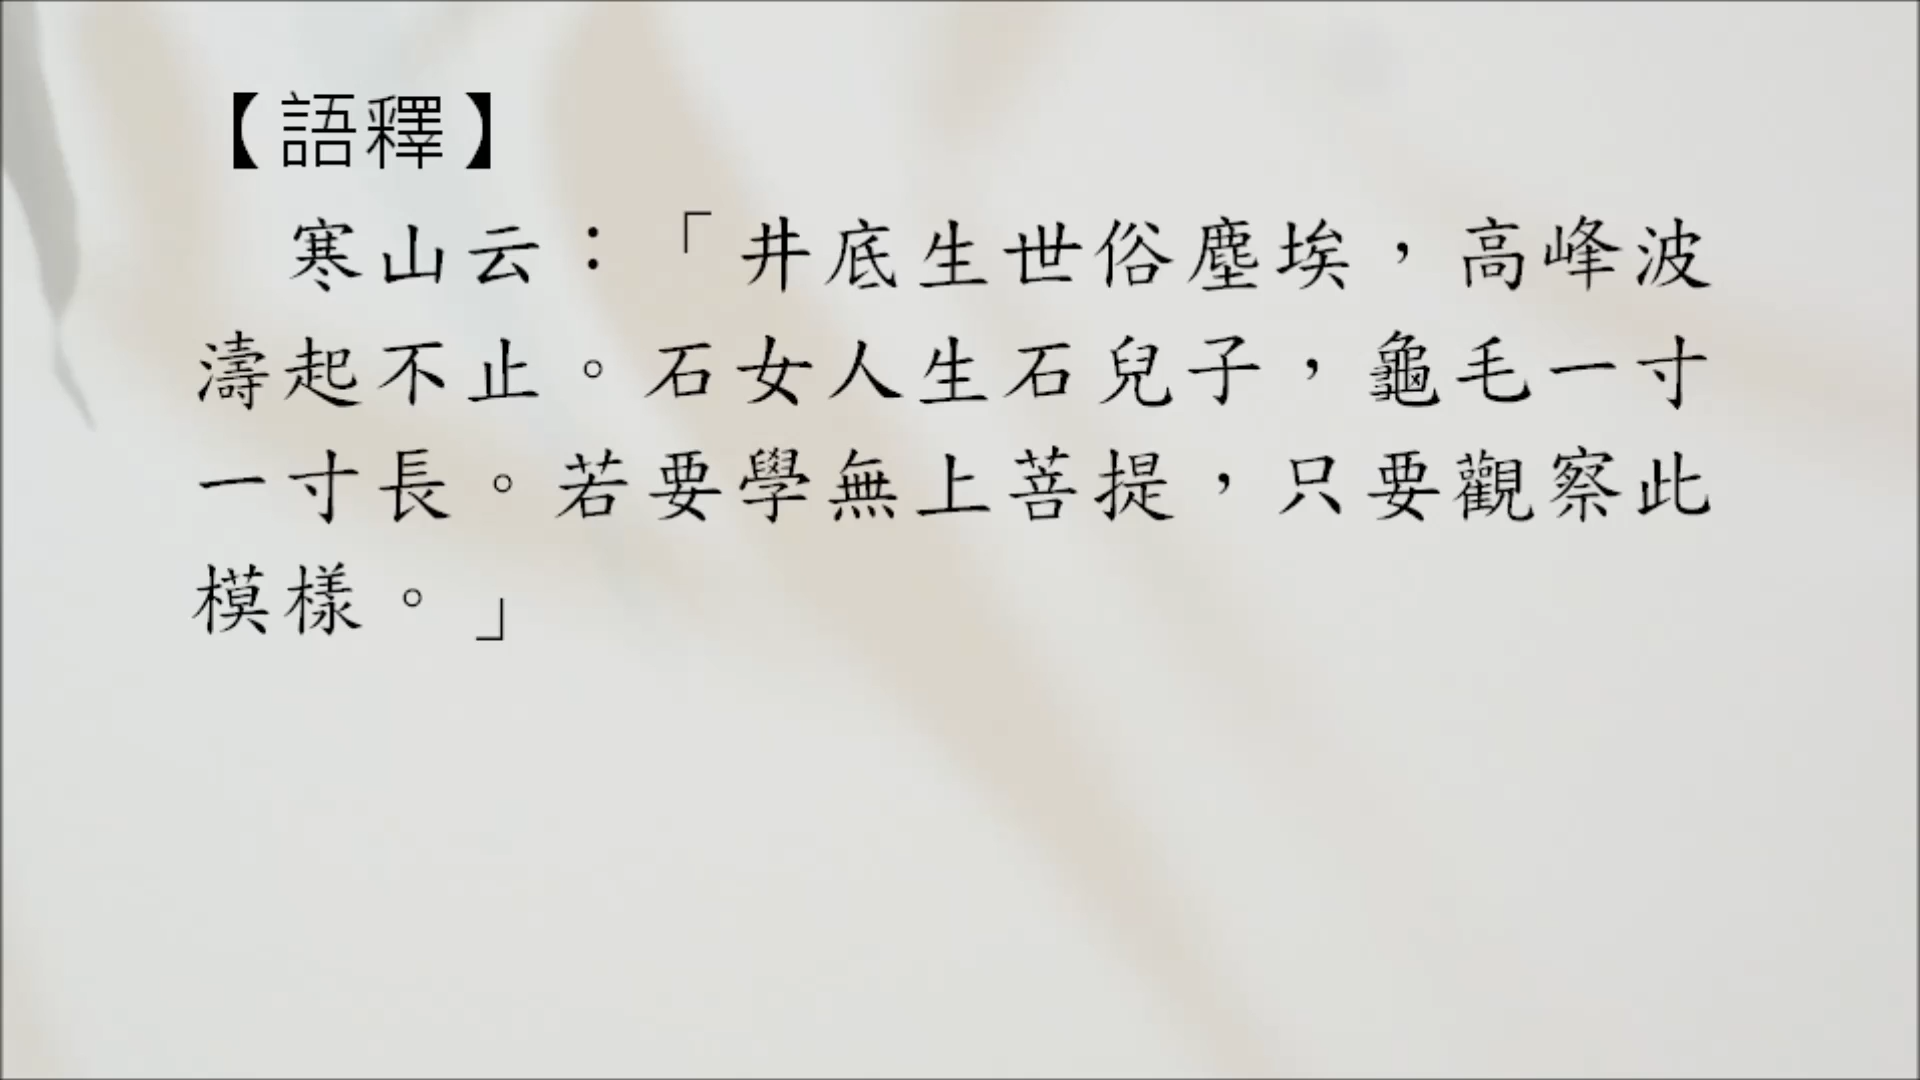 【語釋】
寒山云：「井底生世俗塵埃，高峰波
濤起不止。石女人生石兒子，龜毛一寸
一寸長。若要學無上菩提，只要觀察此
模樣。」